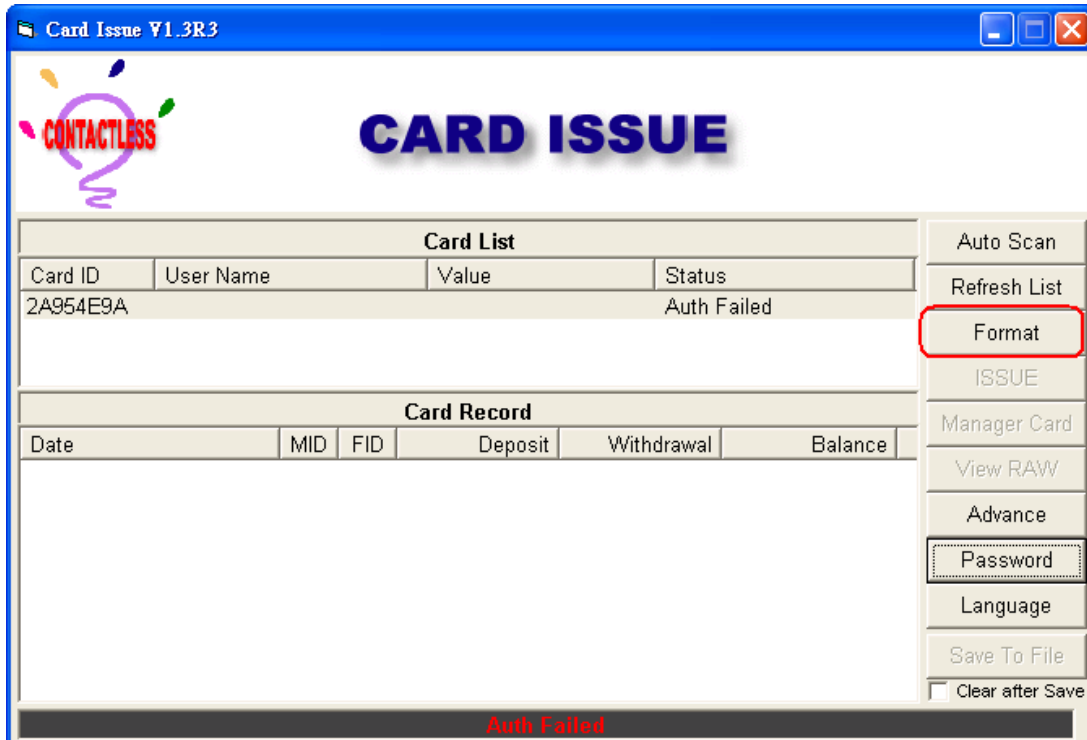 Card Issue V1.3R3
CONTACTLESS
CARD ISSUE
Card List
Card ID User Name Value Status
2A954E9A Auth Failed
Card Record
Date MID FID Deposit Withdrawal Balance
Auto Scan
Refresh List
Format
ISSUE
Manager Card
View RAW
Advance
Password
Language
Save To File
Clear after Save
Auth Failed